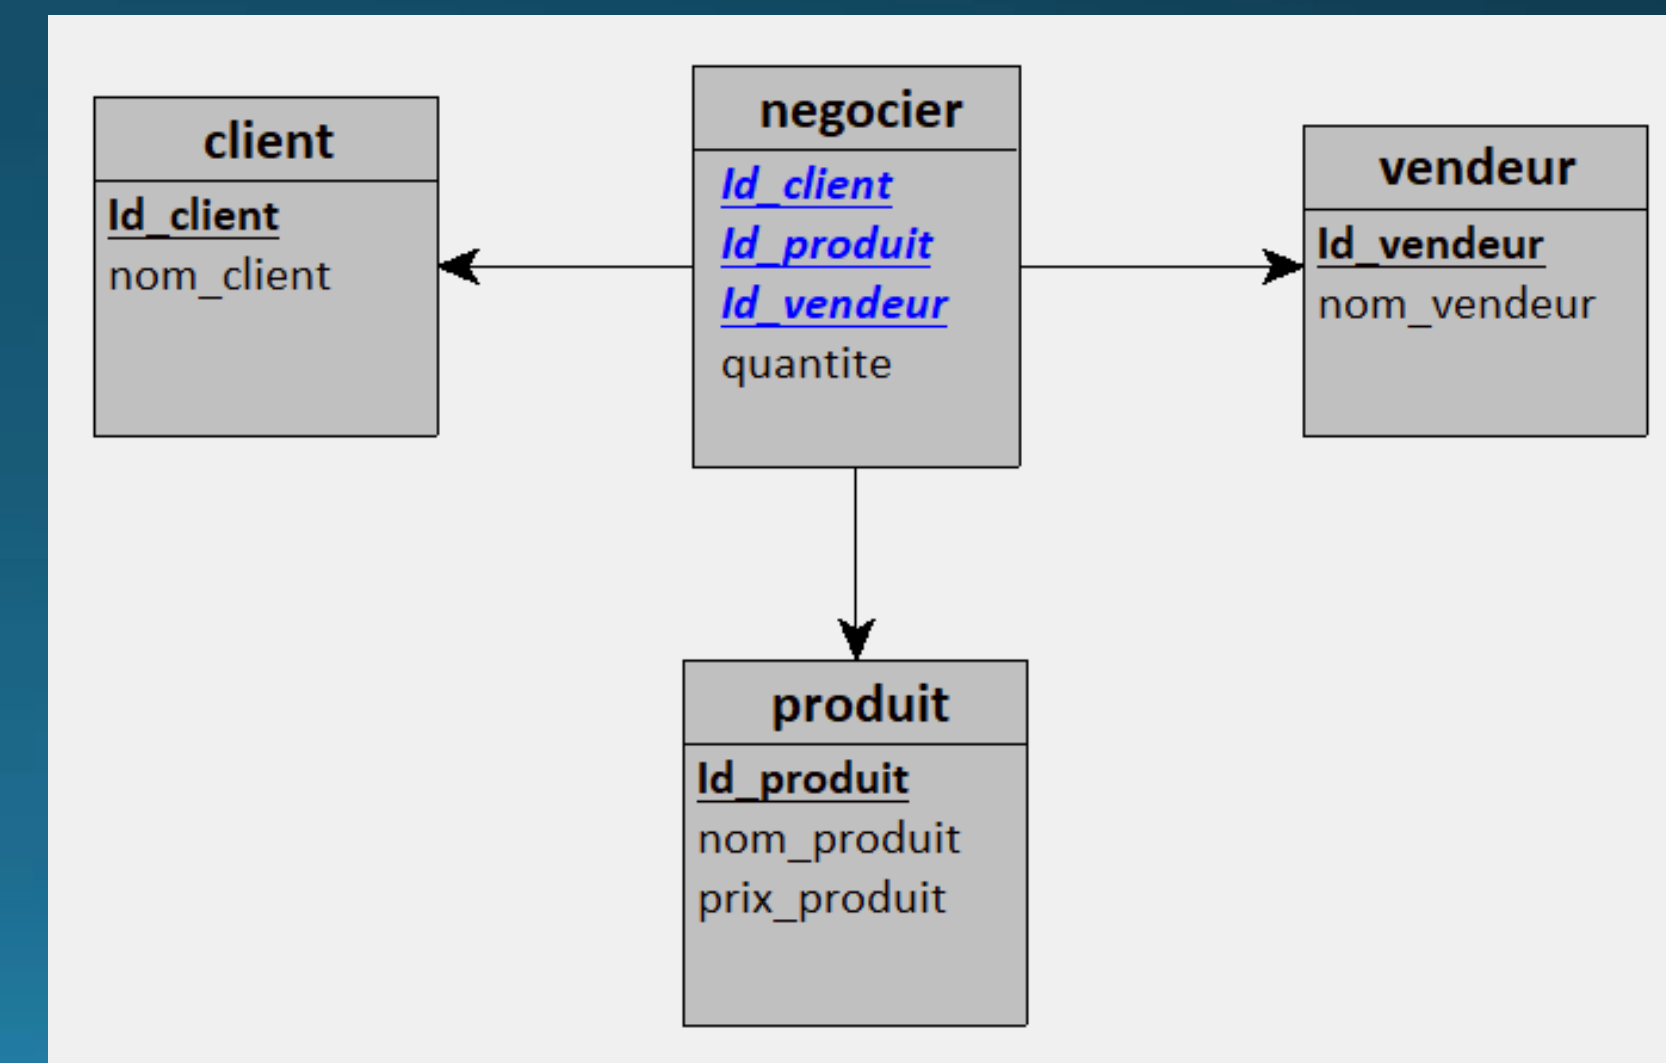 client
Id_client
nom_client
negocier
Id_client
Id_produit
Id_vendeur
quantite
vendeur
Id_vendeur
nom_vendeur
produit
Id_produit
nom_produit
prix_produit